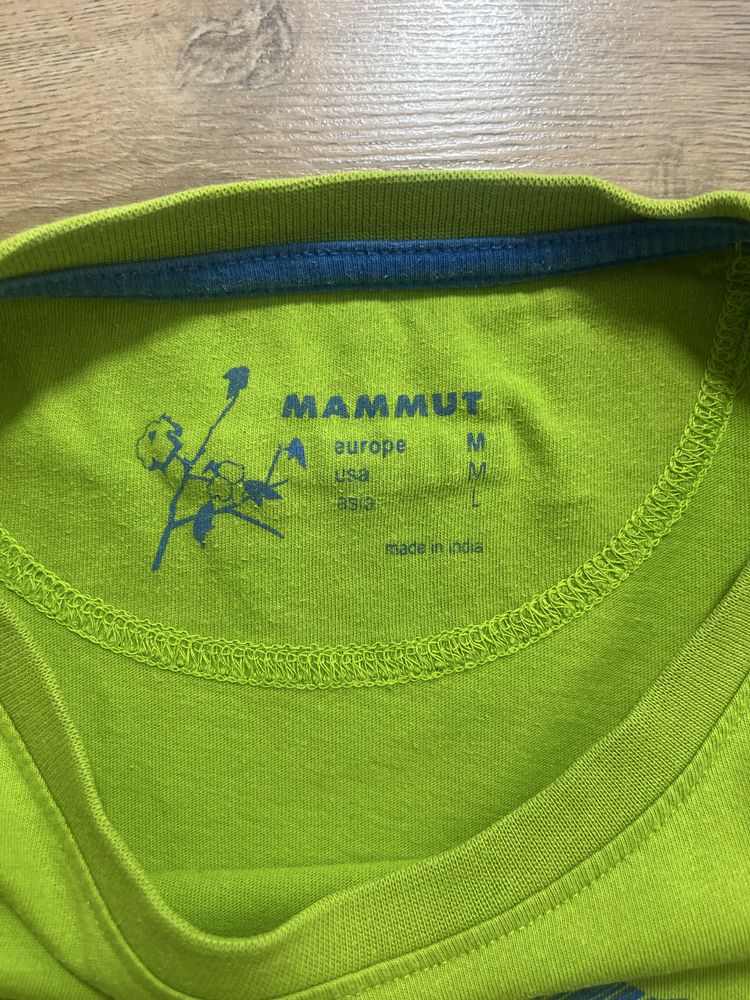 MAMMUT
europe M
usa M
asia L
made in india